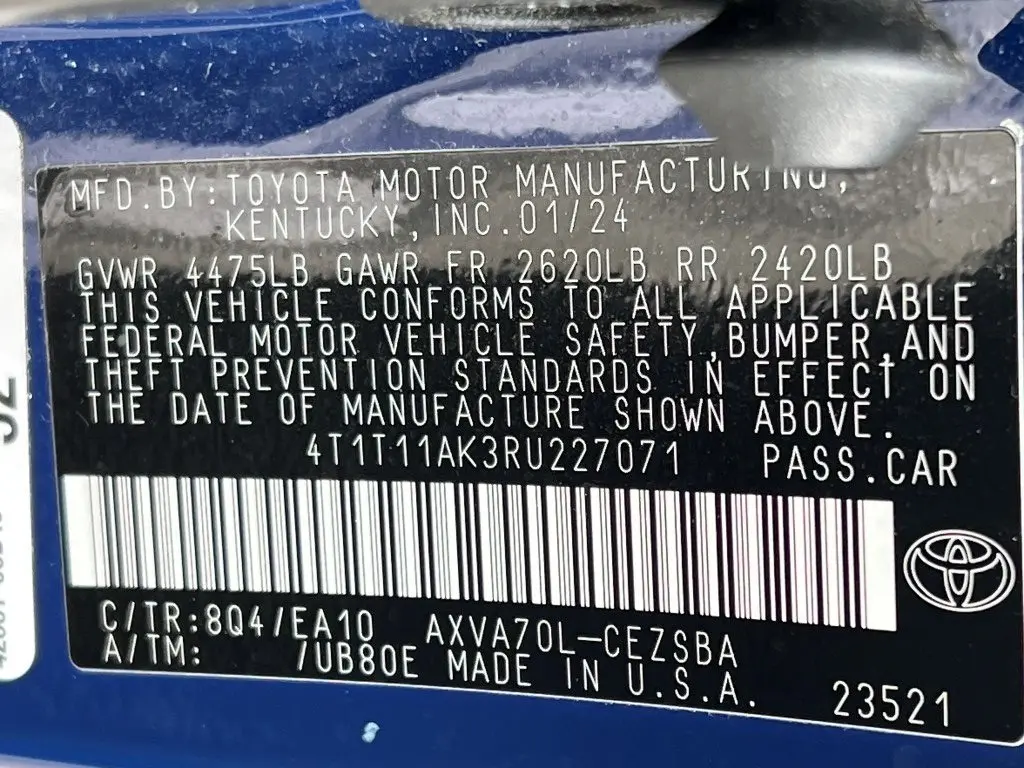 MFD.BY:TOYOTA MOTOR MANUFACTURING,
KENTUCKY,INC.01/24
GVWR 4475LB GAWR FR 2620LB RR 2420LB
THIS VEHICLE CONFORMS TO ALL APPLICABLE
FEDERAL MOTOR VEHICLE SAFETY,BUMPER,AND
THEFT PREVENTION STANDARDS IN EFFECT ON
THE DATE OF MANUFACTURE SHOWN ABOVE.
4T1T11AK3RU227071 PASS.CAR
C/TR:8Q4/EA10 AXVA70L-CEZSBA
A/TM: /UB80E MADE IN U.S.A.
23521